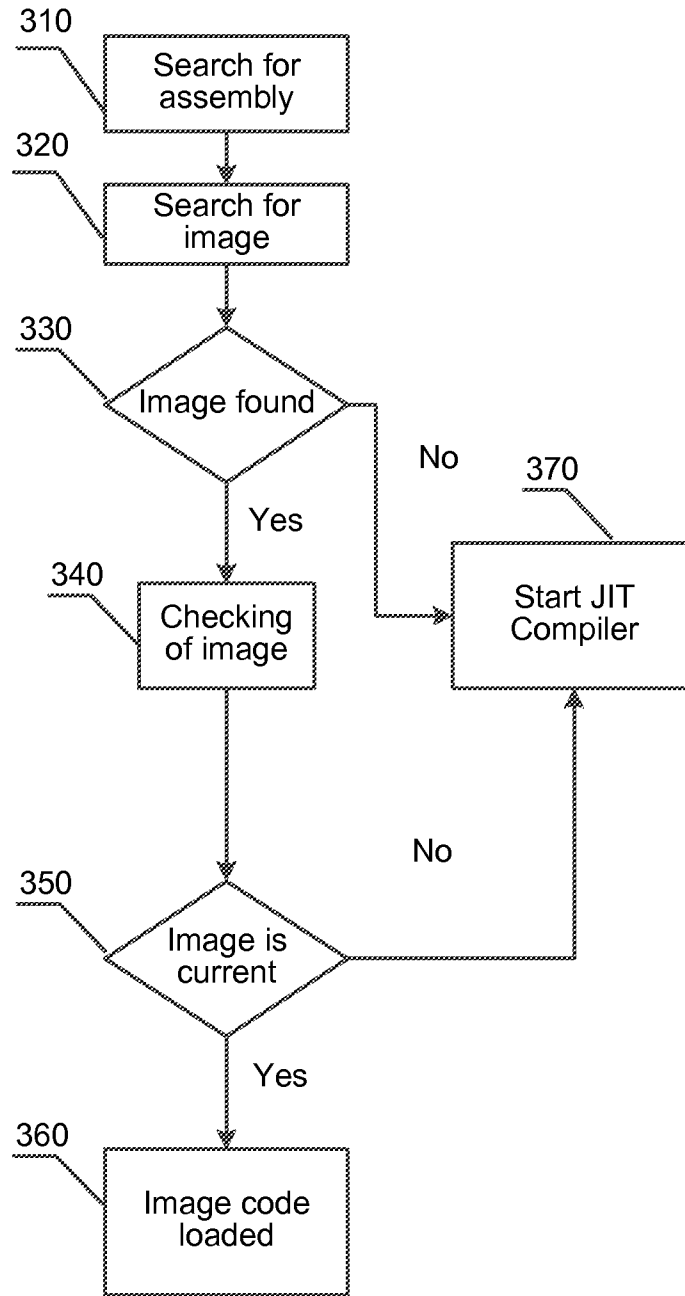 310
Search for
assembly
320
Search for
image
330
Image found
No
Yes
370
Start JIT
Compiler
340
Checking
of image
No
350
Image is
current
Yes
360
Image code
loaded